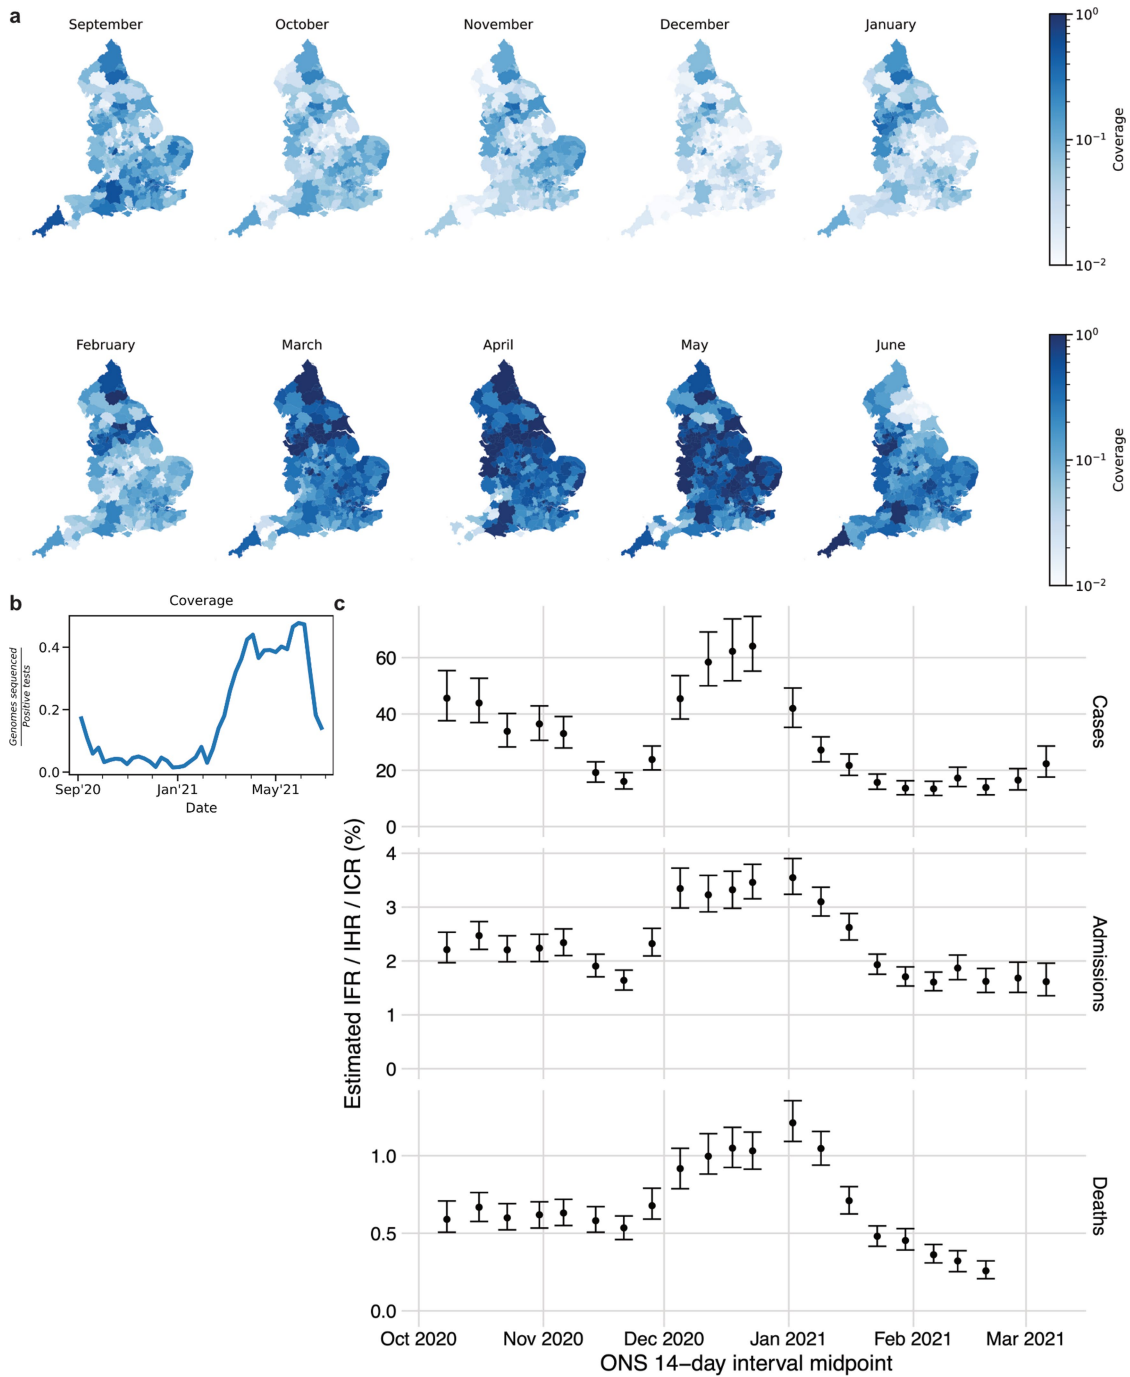 a
September October November December January
10⁰
10⁻¹
10⁻²
Coverage
February March April May June
10⁰
10⁻¹
10⁻²
Coverage
b
Coverage
Genomes sequenced
Positive tests
0.4
0.2
0.0
Sep'20 Jan'21 May'21
Date
c
Estimated IFR / IHR / ICR (%)
60
40
20
0
Cases
4
3
2
1
0
Admissions
1.0
0.5
0.0
Deaths
Oct 2020 Nov 2020 Dec 2020 Jan 2021 Feb 2021 Mar 2021
ONS 14−day interval midpoint